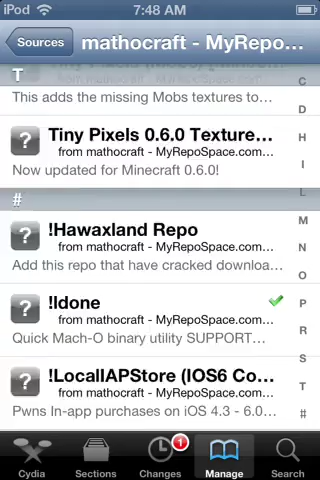 iPod
7:48 AM
Sources
mathocraft - MyRepo...
T
This adds the missing Mobs textures to...
Tiny Pixels 0.6.0 Texture...
from mathocraft - MyRepoSpace.com...
Now updated for Minecraft 0.6.0!
#
!Hawaxland Repo
from mathocraft - MyRepoSpace.com...
Add this repo that have cracked downloa...
!Idone
from mathocraft - MyRepoSpace.com...
Quick Mach-O binary utility SUPPORT...
!LocalIAPStore (IOS6 Co...
from mathocraft - MyRepoSpace.com...
Pwns In-app purchases on iOS 4.3 - 6.0...
C
D
H
I
L
M
N
O
P
R
S
T
#
Cydia
Sections
1
Changes
Manage
Search